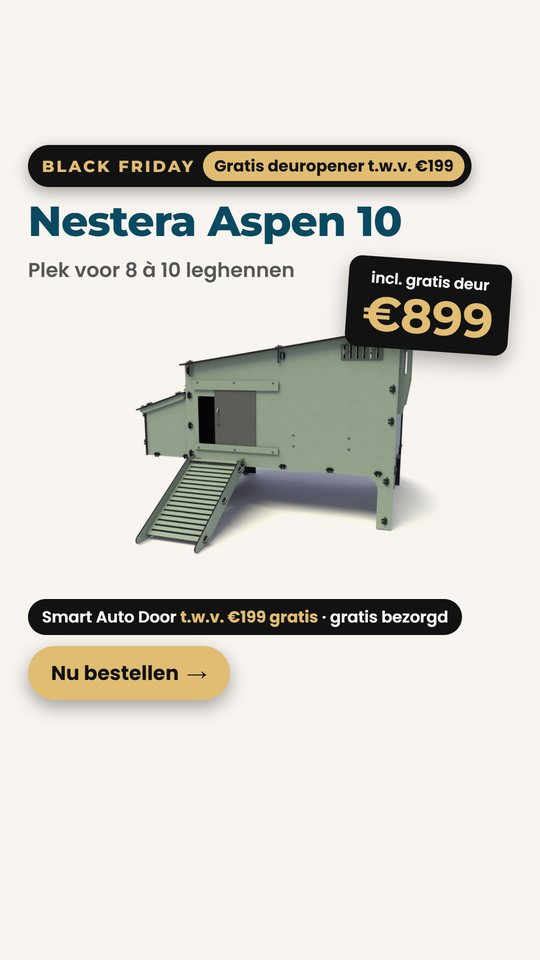 BLACK FRIDAY Gratis deuropener t.w.v. €199
Nestera Aspen 10
Plek voor 8 à 10 leghennen
incl. gratis deur
€899
Smart Auto Door t.w.v. €199 gratis · gratis bezorgd
Nu bestellen →